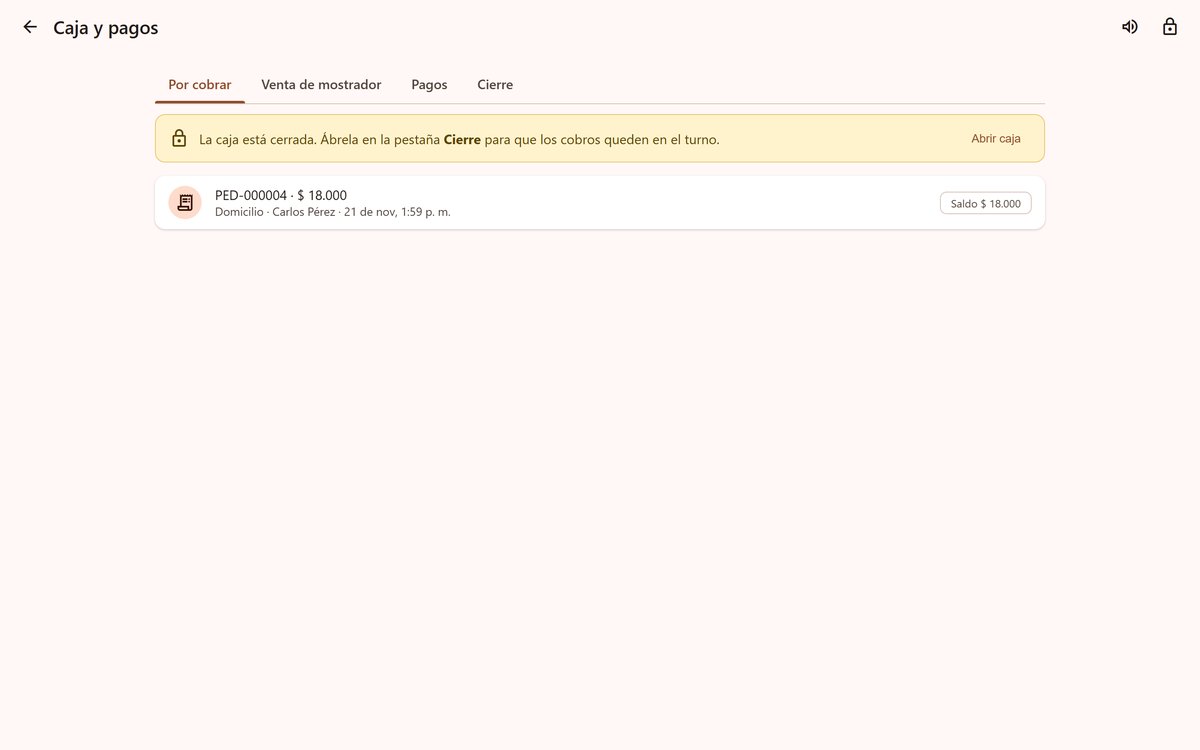 Caja y pagos
Por cobrar
Venta de mostrador
Pagos
Cierre
La caja está cerrada. Ábrela en la pestaña Cierre para que los cobros queden en el turno.
Abrir caja
PED-000004 · $ 18.000
Domicilio · Carlos Pérez · 21 de nov, 1:59 p. m.
Saldo $ 18.000